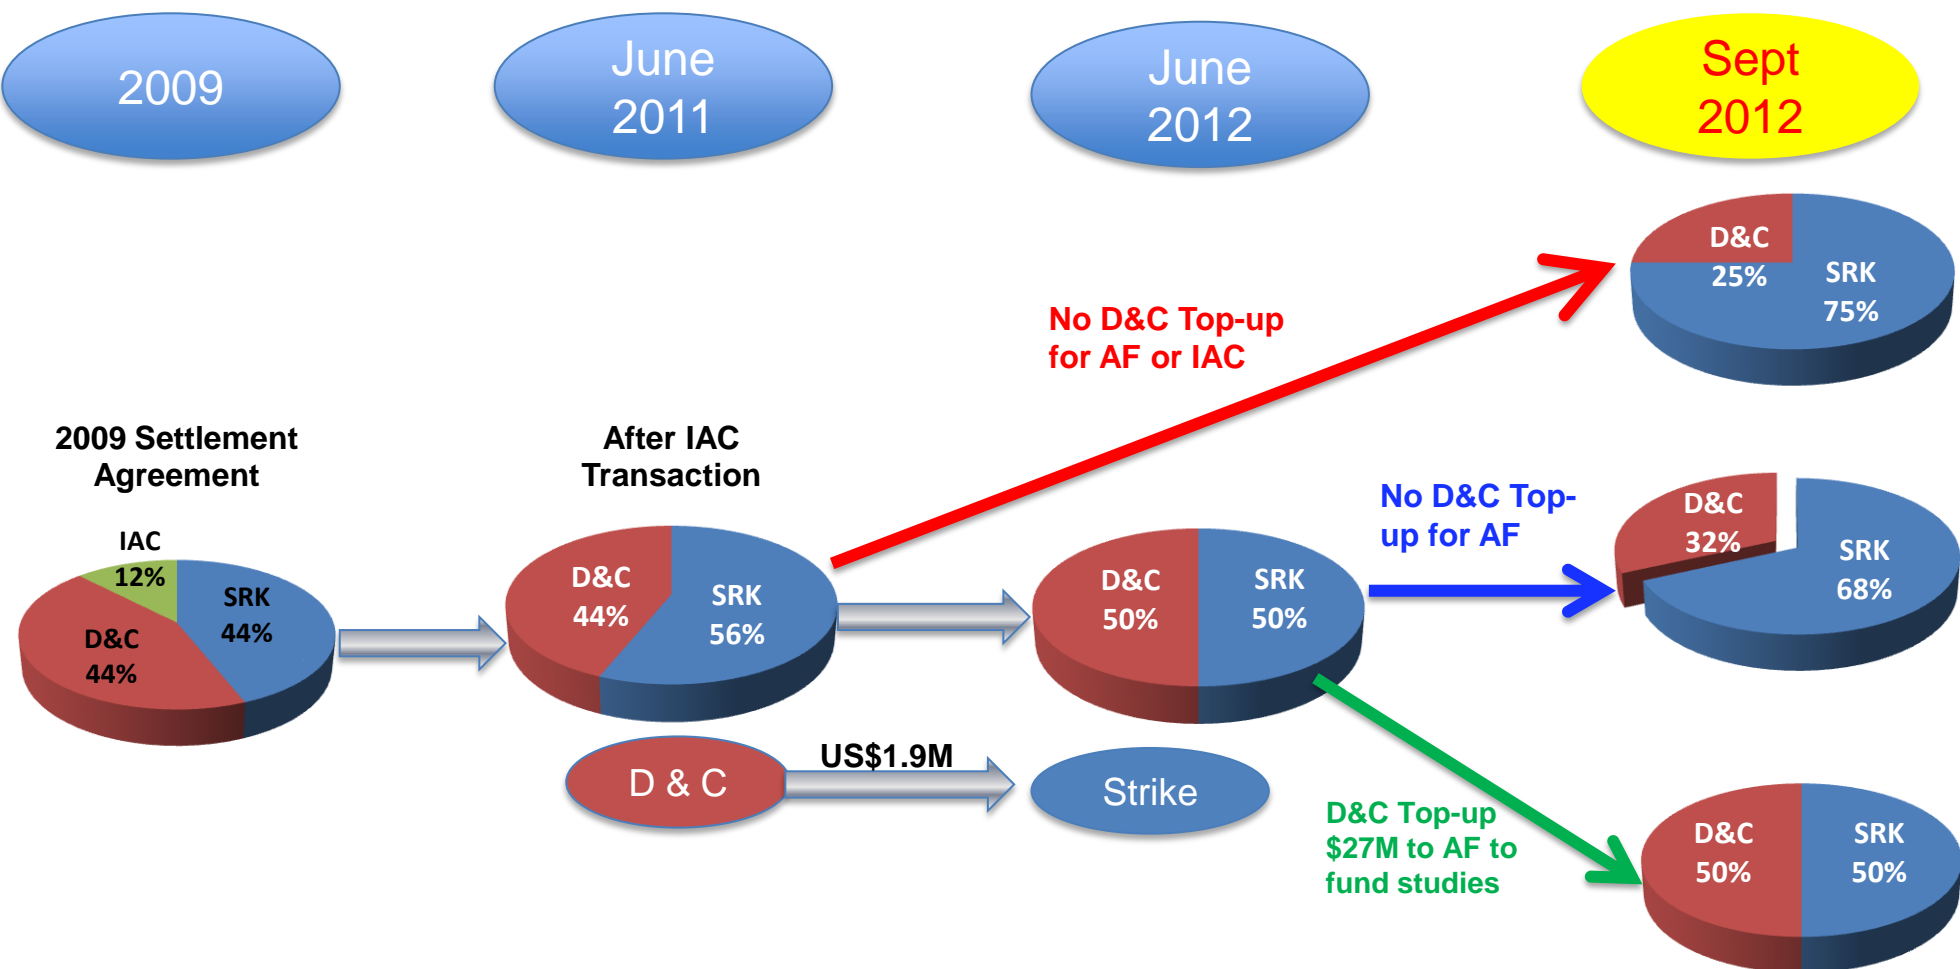 2009
June
2011
June
2012
Sept
2012
D&C
25%
SRK
75%
No D&C Top-up
for AF or IAC
2009 Settlement
Agreement
After IAC
Transaction
No D&C Top-
up for AF
D&C
32%
SRK
68%
IAC
12%
SRK
44%
D&C
44%
D&C
44%
SRK
56%
D&C
50%
SRK
50%
D & C
US$1.9M
Strike
D&C Top-up
$27M to AF to
fund studies
D&C
50%
SRK
50%